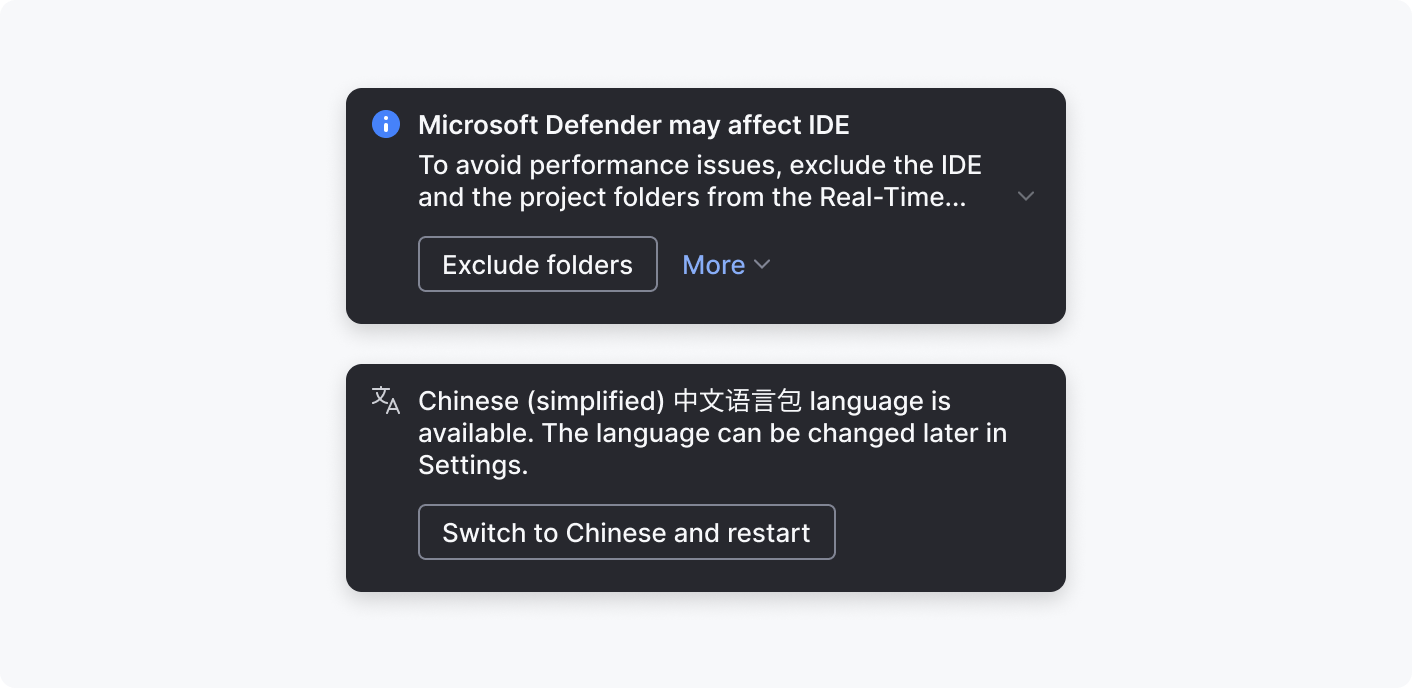 Microsoft Defender may affect IDE
To avoid performance issues, exclude the IDE
and the project folders from the Real-Time...
Exclude folders
More
Chinese (simplified) 中文语言包 language is
available. The language can be changed later in
Settings.
Switch to Chinese and restart